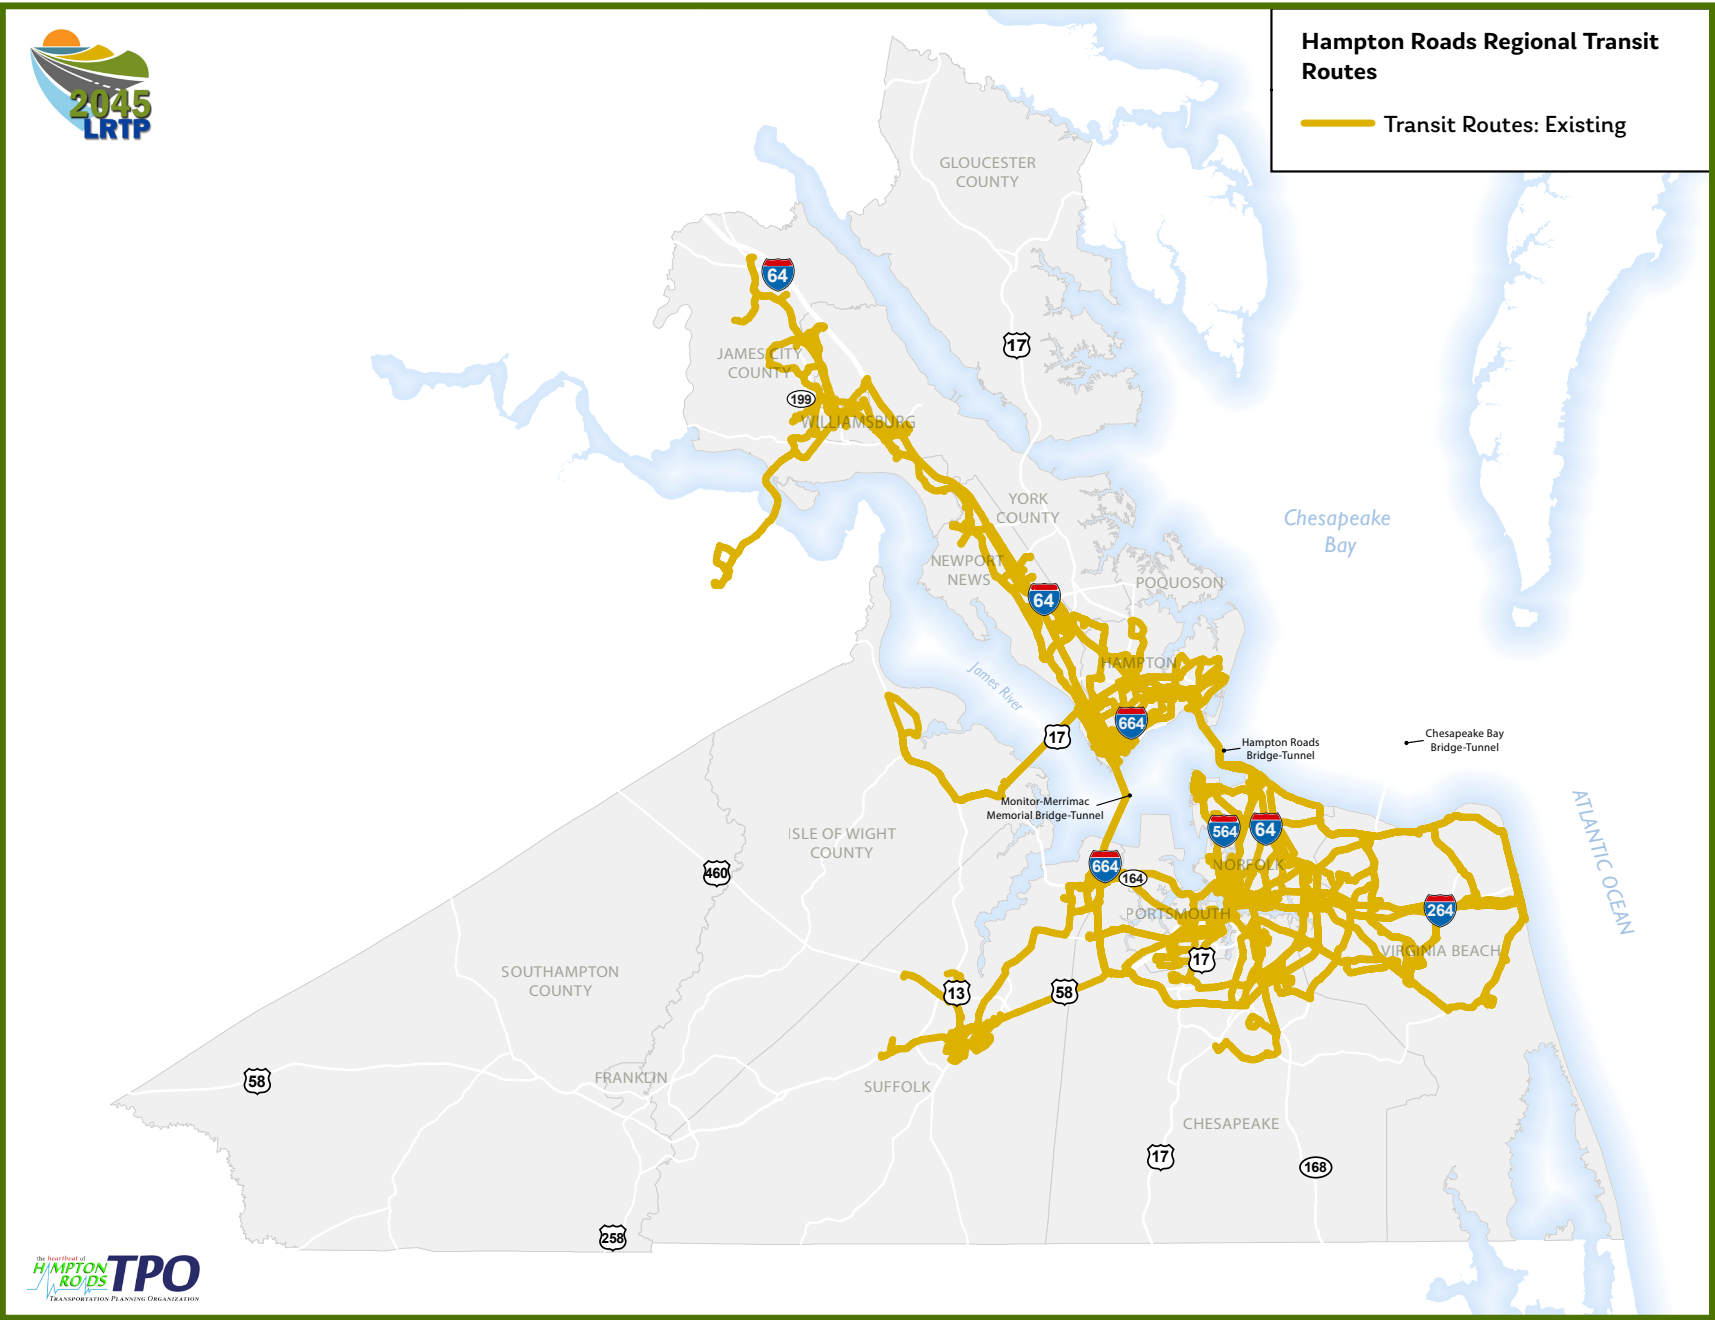 2045
LRTP
Hampton Roads Regional Transit
Routes
Transit Routes: Existing
GLOUCESTER
COUNTY
64
17
JAMES CITY
COUNTY
199
WILLIAMSBURG
YORK
COUNTY
Chesapeake
Bay
NEWPORT
NEWS
POQUOSON
64
HAMPTON
James River
664
17
Hampton Roads
Bridge-Tunnel
Chesapeake Bay
Bridge-Tunnel
Monitor-Merrimac
Memorial Bridge-Tunnel
ATLANTIC OCEAN
564
64
ISLE OF WIGHT
COUNTY
460
664
164
NORFOLK
PORTSMOUTH
264
VIRGINIA BEACH
17
SOUTHAMPTON
COUNTY
13
58
58
FRANKLIN
SUFFOLK
CHESAPEAKE
17
168
258
the heartbeat of
HAMPTON
ROADS
TPO
TRANSPORTATION PLANNING ORGANIZATION